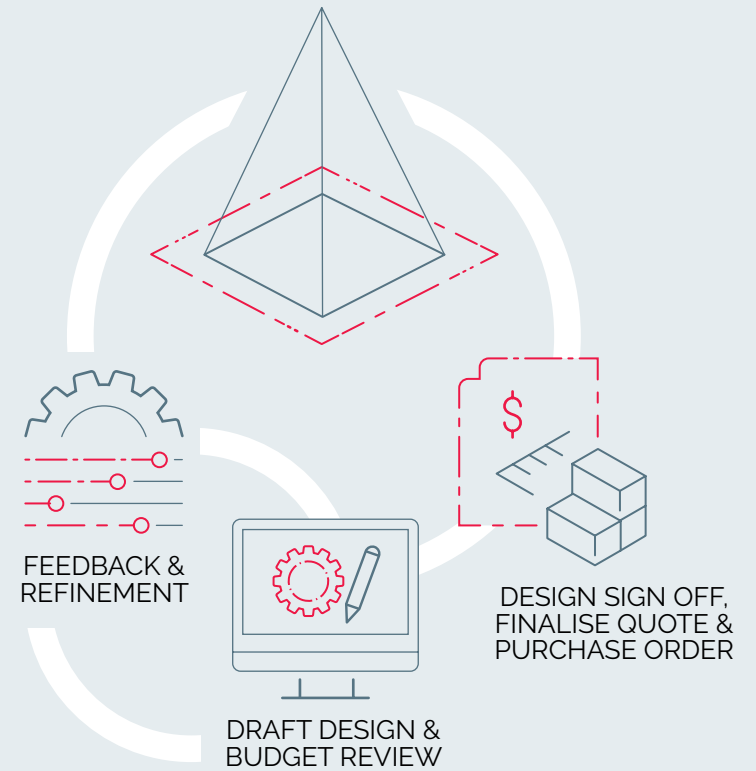 $
FEEDBACK &
REFINEMENT
DESIGN SIGN OFF,
FINALISE QUOTE &
PURCHASE ORDER
DRAFT DESIGN &
BUDGET REVIEW